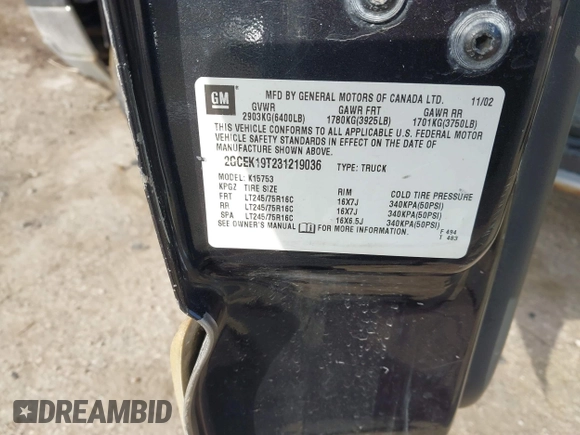 GM
MFD BY GENERAL MOTORS OF CANADA LTD. 11/02
GVWR GAWR FRT GAWR RR
2903KG(6400LB) 1780KG(3925LB) 1701KG(3750LB)
THIS VEHICLE CONFORMS TO ALL APPLICABLE U.S. FEDERAL MOTOR
VEHICLE SAFETY STANDARDS IN EFFECT ON THE DATE OF
MANUFACTURE SHOWN ABOVE.
2GCEK19T231219036 TYPE: TRUCK
MODEL: K15753
KPGZ TIRE SIZE RIM COLD TIRE PRESSURE
FRT LT245/75R16C 16X7J 340KPA(50PSI)
RR LT245/75R16C 16X7J 340KPA(50PSI)
SPA LT245/75R16C 16X6.5J 340KPA(50PSI)
SEE OWNER'S MANUAL FOR MORE INFORMATION.
F 494
T 483
DREAMBID